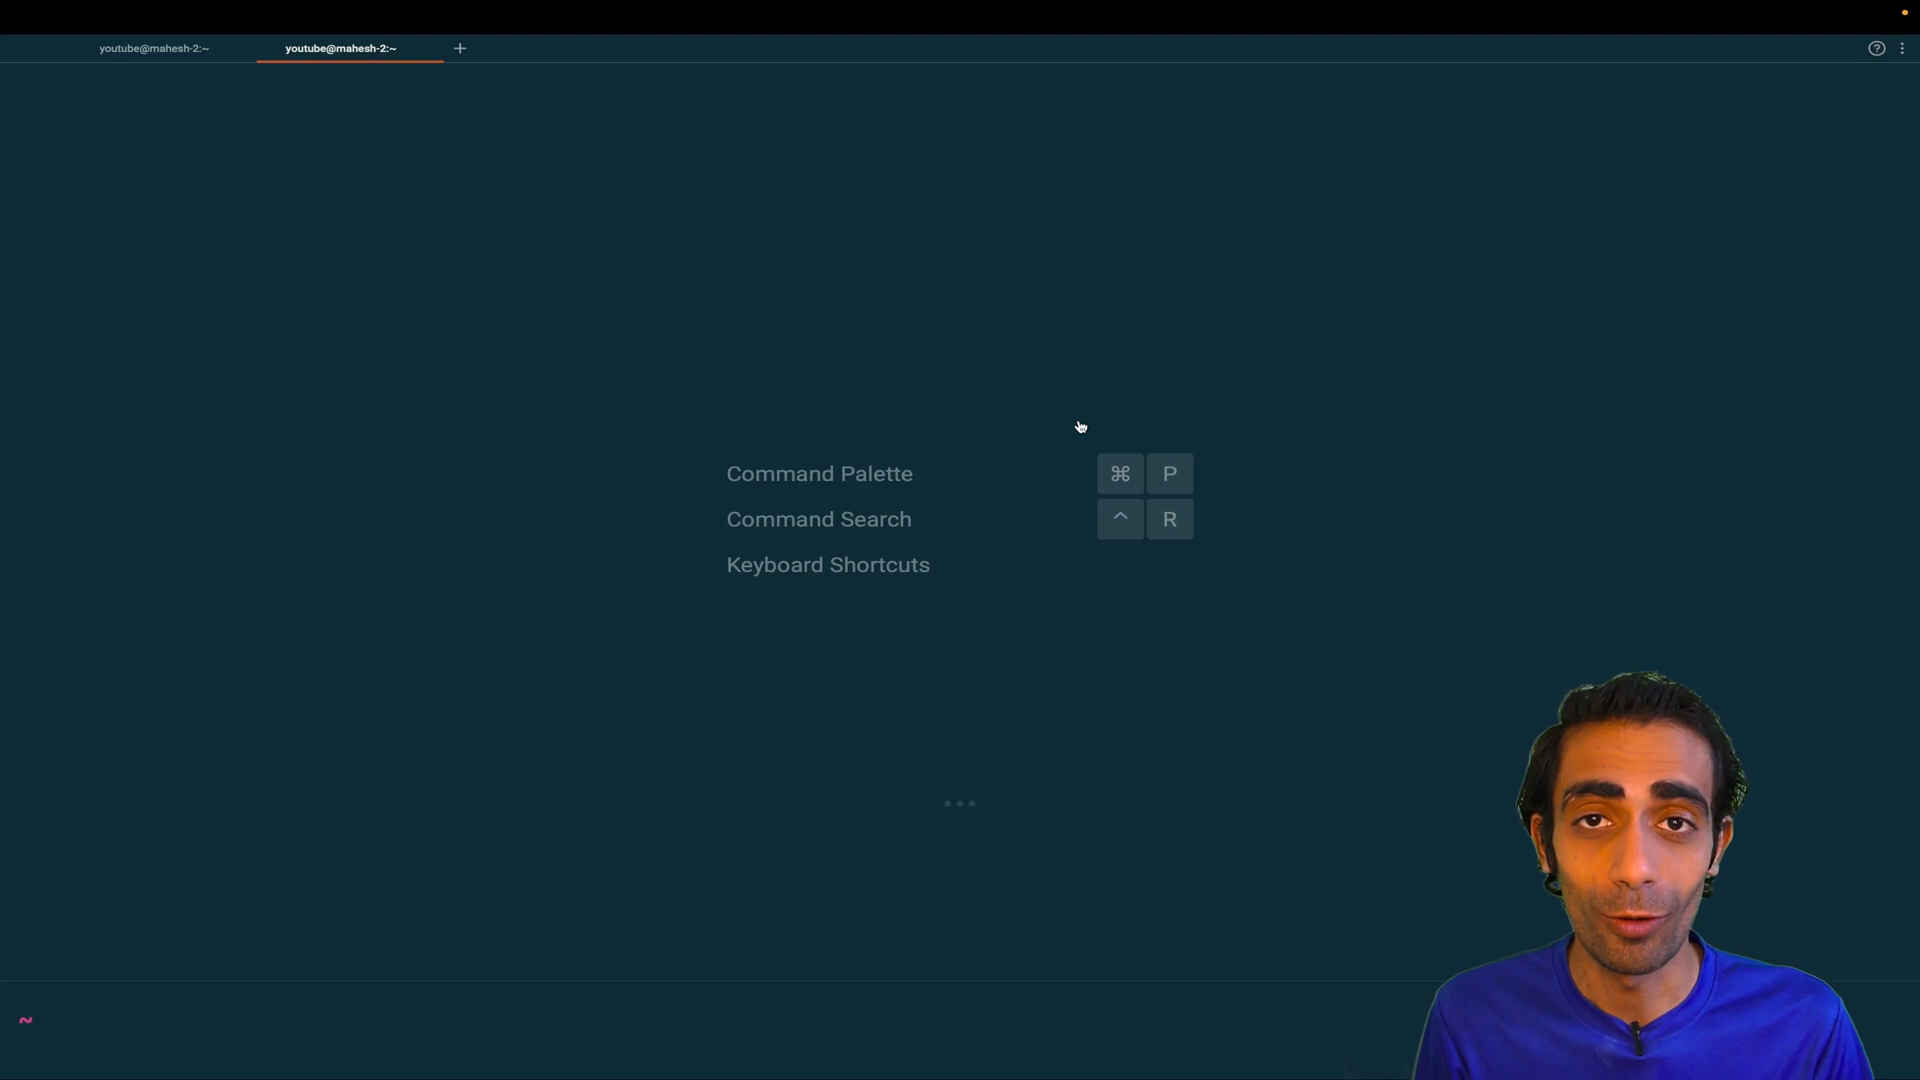 youtube@mahesh-2:~ youtube@mahesh-2:~ +
Command Palette ⌘ P
Command Search ^ R
Keyboard Shortcuts
~